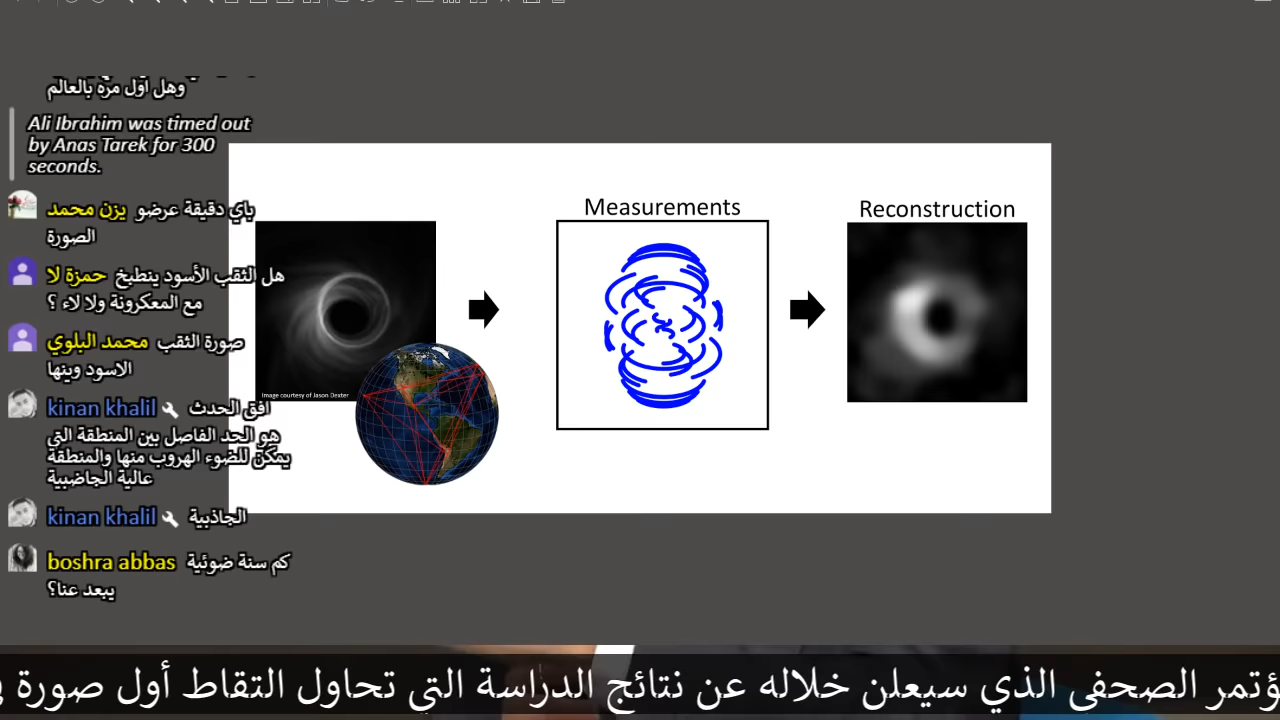 وهل اول مره بالعالم
Ali Ibrahim was timed out
by Anas Tarek for 300
seconds.
يزن محمد باي دقيقة عرضو
الصورة
حمزة لا هل الثقب الأسود ينطبخ
مع المعكرونة ولا لاء ؟
محمد البلوي صورة الثقب
الاسود وينها
kinan khalil افق الحدث
هو الحد الفاصل بين المنطقة التي
يمكن للضوء الهروب منها والمنطقة
عالية الجاضبية
kinan khalil الجاذبية
boshra abbas كم سنة ضوئية
يبعد عنا؟
Measurements
Reconstruction
Image courtesy of Jason Dexter
ؤتمر الصحفى الذي سيعلن خلاله عن نتائج الدراسة التي تحاول التقاط أول صورة